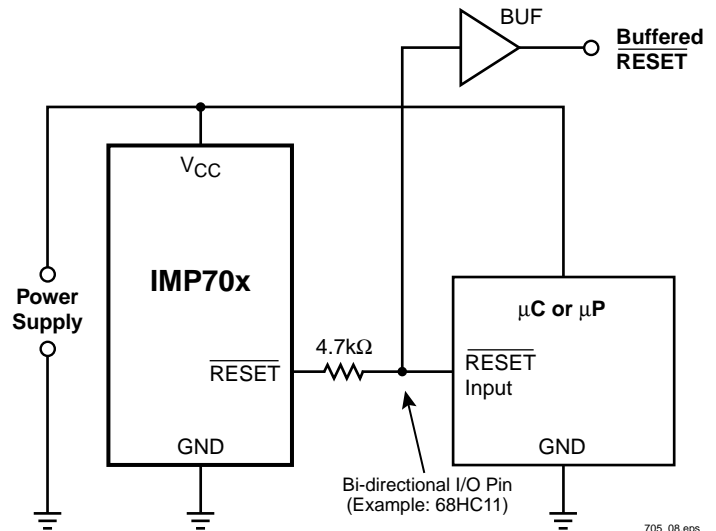 BUF
Buffered
RESET
VCC
IMP70x
μC or μP
Power
Supply
4.7kΩ
RESET
RESET
Input
GND
GND
Bi-directional I/O Pin
(Example: 68HC11)
705_08.eps